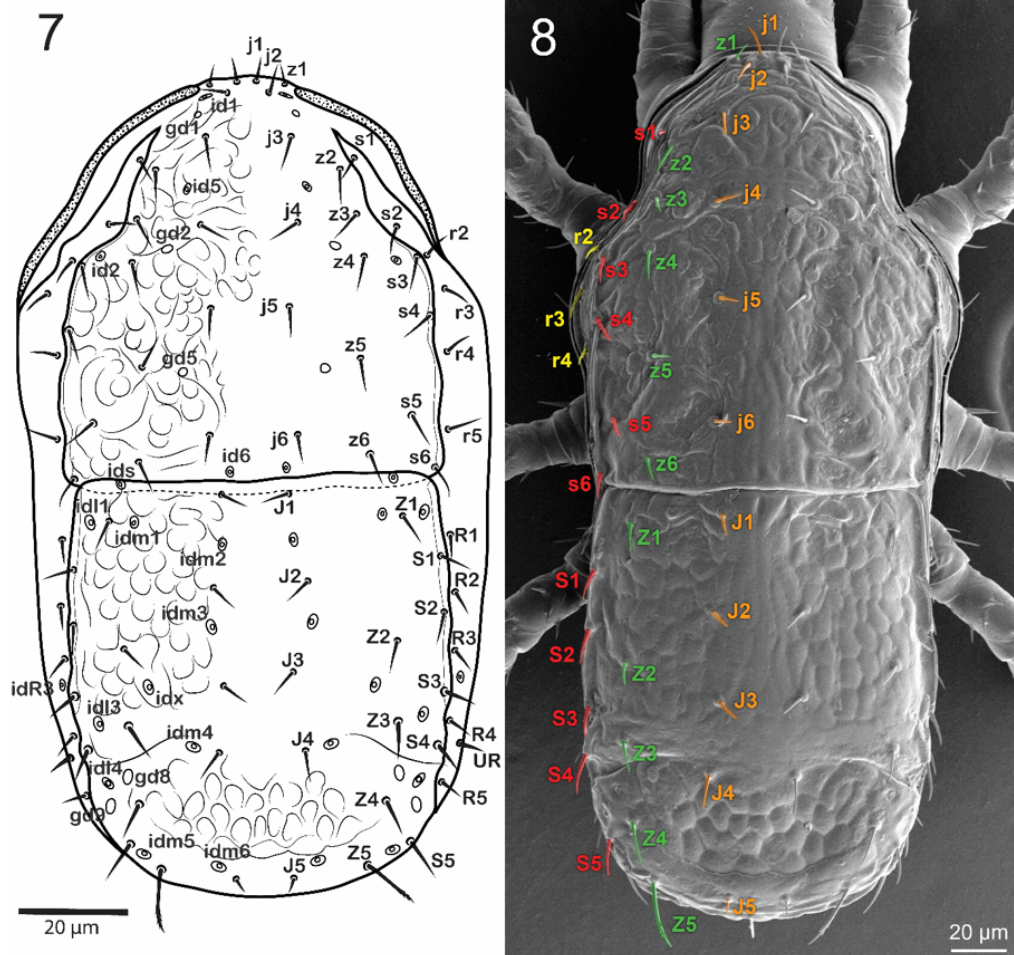 7
j1
j2
z1
id1
gd1
j3
s1
z2
id5
j4
z3
s2
r2
gd2
id2
z4
s3
j5
s4
r3
r4
gd5
z5
s5
r5
j6
z6
s6
id6
ids
J1
Z1
idl1
idm1
R1
idm2
S1
J2
R2
idm3
S2
Z2
R3
J3
S3
idR3
idx
idl3
Z3
R4
idm4
J4
S4
UR
idl4
gd8
R5
gd9
Z4
idm5
idm6
J5
Z5
S5
20 µm
8
j1
z1
j2
s1
j3
z2
j4
z3
s2
r2
z4
s3
j5
r3
s4
r4
z5
j6
s5
z6
s6
J1
Z1
S1
J2
S2
Z2
J3
S3
Z3
S4
J4
Z4
S5
J5
Z5
20 µm